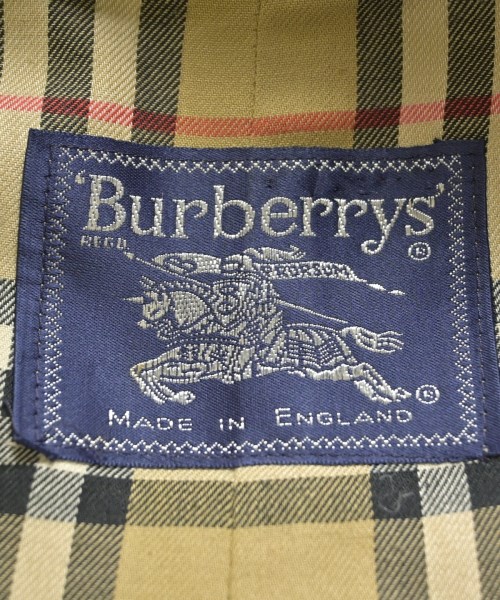 'Burberrys'
REGD.
®
PRORSUM
®
MADE IN ENGLAND